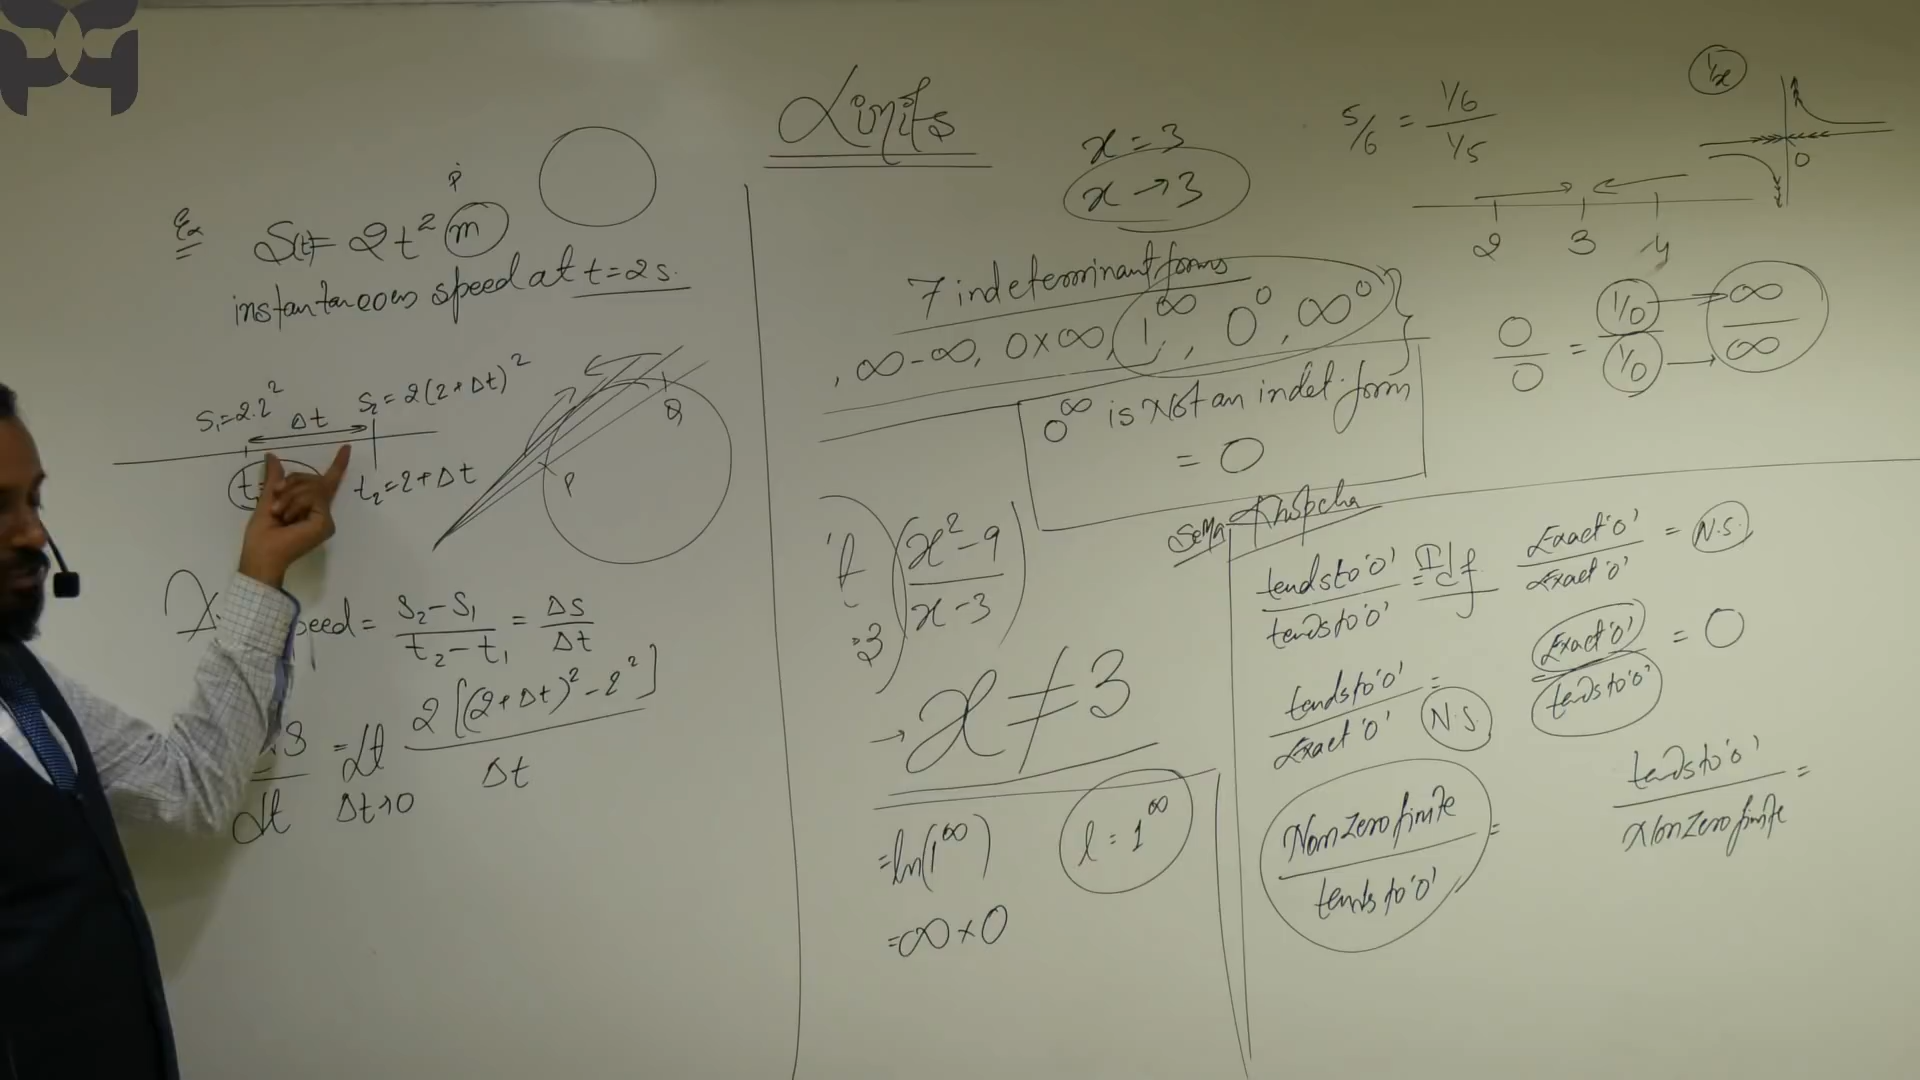 Limits
Ex
S(t)= 2t² m
instantaneous speed at t=2s.
S₁=2.2²
Δt
S₂=2(2+Δt)²
t₂=2+Δt
P
Q
P
peed = S₂-S₁ / t₂-t₁ = Δs/Δt
= Lt Δt→0 2[(2+Δt)²-2²] / Δt
dt
x=3
x→3
7 indeterminant forms
, ∞-∞, 0×∞, 1^∞, 0⁰, ∞⁰
0^∞ is Not an indet. form
= 0
(x²-9 / x-3)
→ x≠3
=ln(1^∞)
l = 1^∞
=∞×0
5/6 = 1/6 / 1/5
1/x
0
2 3 4
0/0 = 1/0 / 1/0 → ∞/∞
tends to '0' / tends to '0' = Idf
Exact '0' / Exact '0' = N.S.
tends to '0' / Exact '0' = N.S.
Exact '0' / tends to '0' = 0
Non zero finite / tends to '0' =
tends to '0' / Non zero finite =